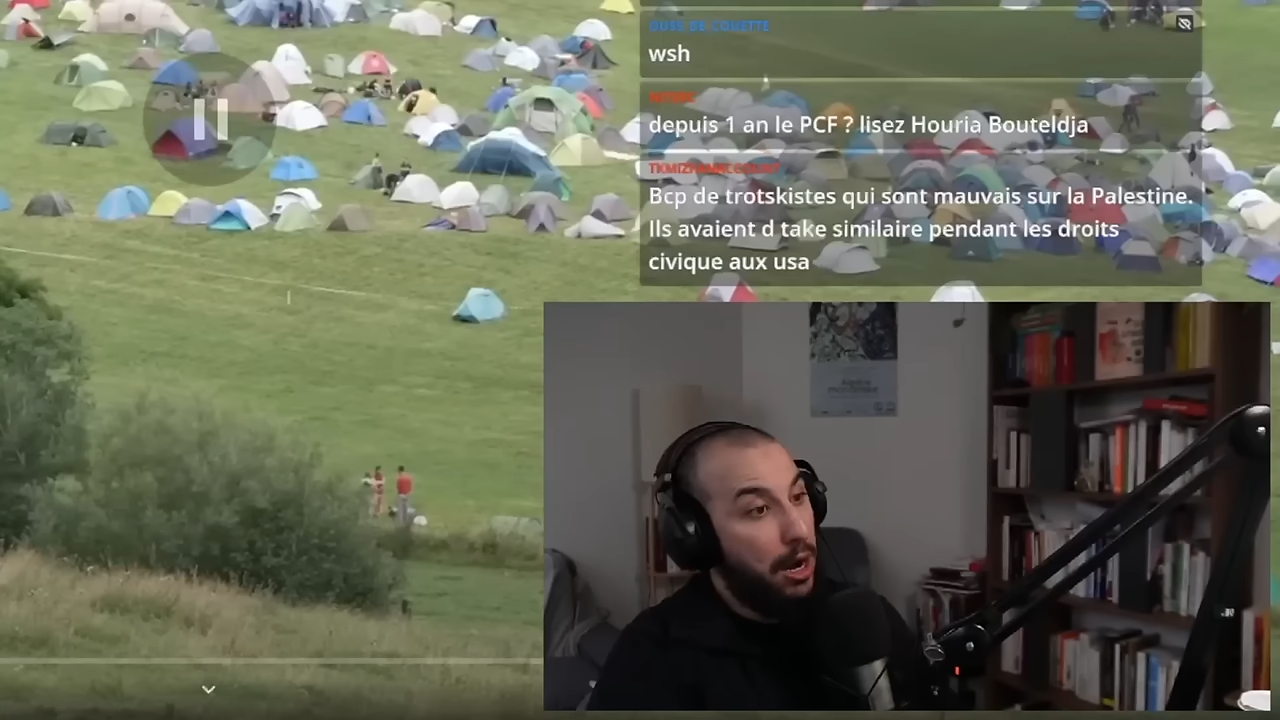 wsh
depuis 1 an le PCF ? lisez Houria Bouteldja
Bcp de trotskistes qui sont mauvais sur la Palestine.
Ils avaient d take similaire pendant les droits
civique aux usa